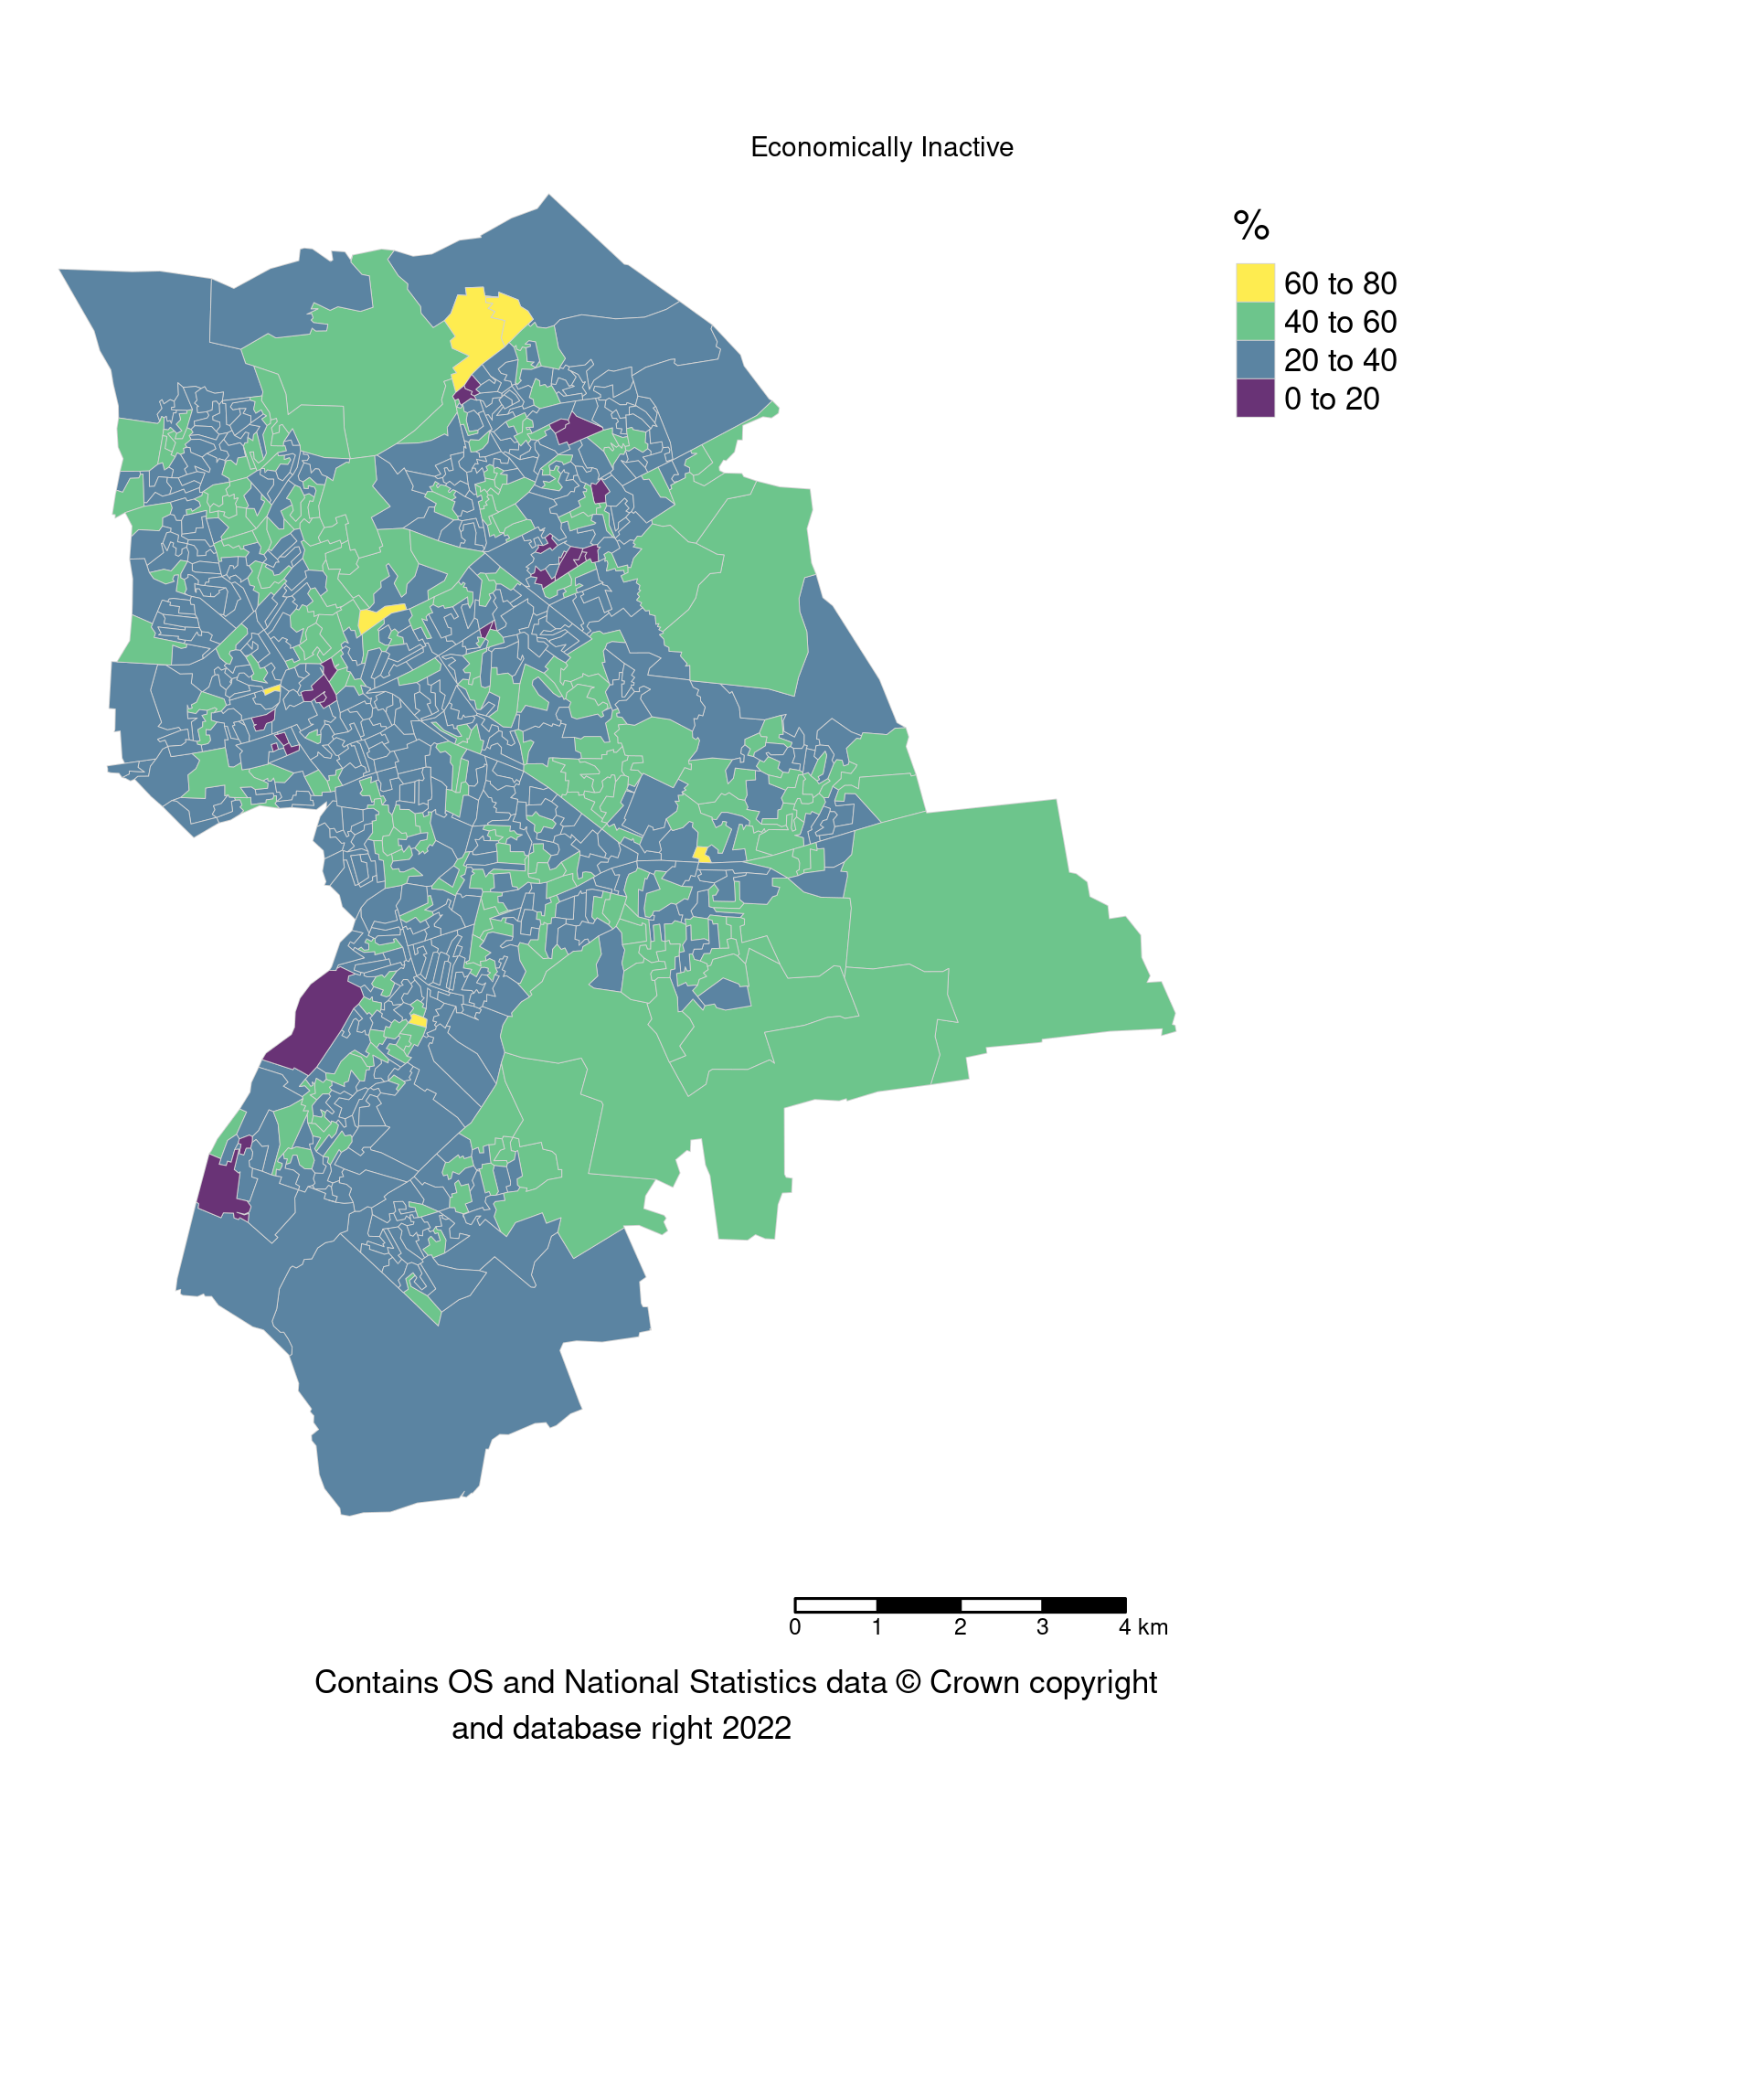 Economically Inactive
%
60 to 80
40 to 60
20 to 40
0 to 20
0 1 2 3 4 km
Contains OS and National Statistics data © Crown copyright
and database right 2022